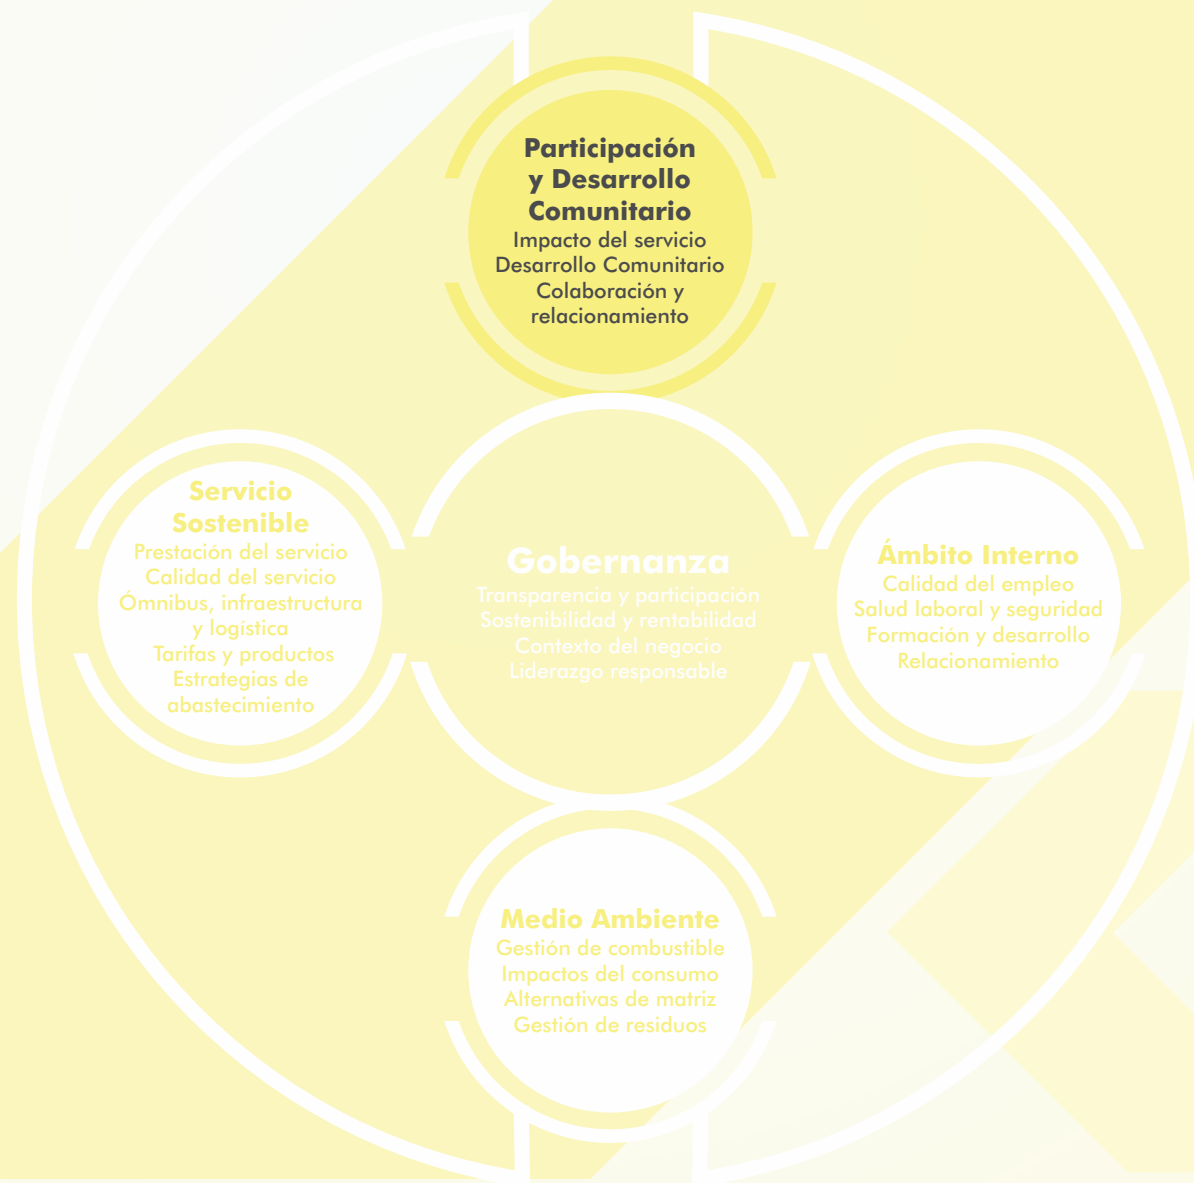 Participación
y Desarrollo
Comunitario
Impacto del servicio
Desarrollo Comunitario
Colaboración y
relacionamiento
Servicio
Sostenible
Prestación del servicio
Calidad del servicio
Ómnibus, infraestructura
y logística
Tarifas y productos
Estrategias de
abastecimiento
Gobernanza
Transparencia y participación
Sostenibilidad y rentabilidad
Contexto del negocio
Liderazgo responsable
Ámbito Interno
Calidad del empleo
Salud laboral y seguridad
Formación y desarrollo
Relacionamiento
Medio Ambiente
Gestión de combustible
Impactos del consumo
Alternativas de matriz
Gestión de residuos